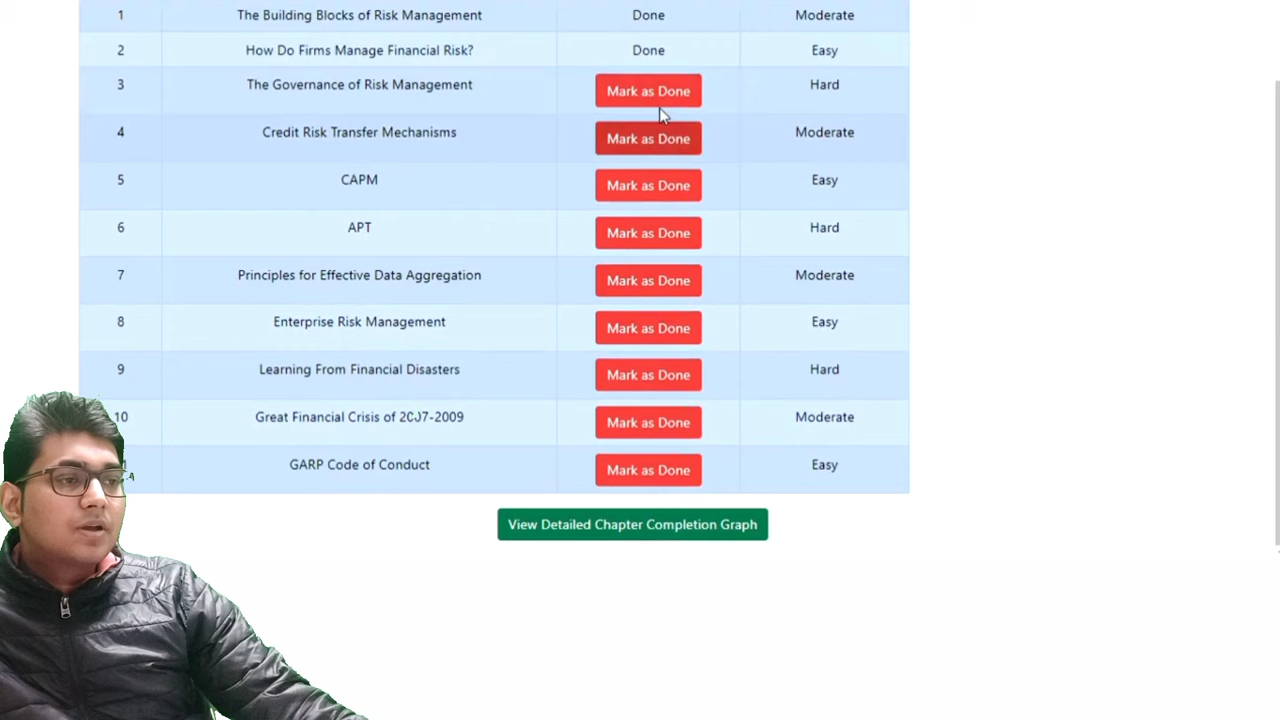 1 The Building Blocks of Risk Management Done Moderate
2 How Do Firms Manage Financial Risk? Done Easy
3 The Governance of Risk Management Mark as Done Hard
4 Credit Risk Transfer Mechanisms Mark as Done Moderate
5 CAPM Mark as Done Easy
6 APT Mark as Done Hard
7 Principles for Effective Data Aggregation Mark as Done Moderate
8 Enterprise Risk Management Mark as Done Easy
9 Learning From Financial Disasters Mark as Done Hard
10 Great Financial Crisis of 2007-2009 Mark as Done Moderate
GARP Code of Conduct Mark as Done Easy
View Detailed Chapter Completion Graph